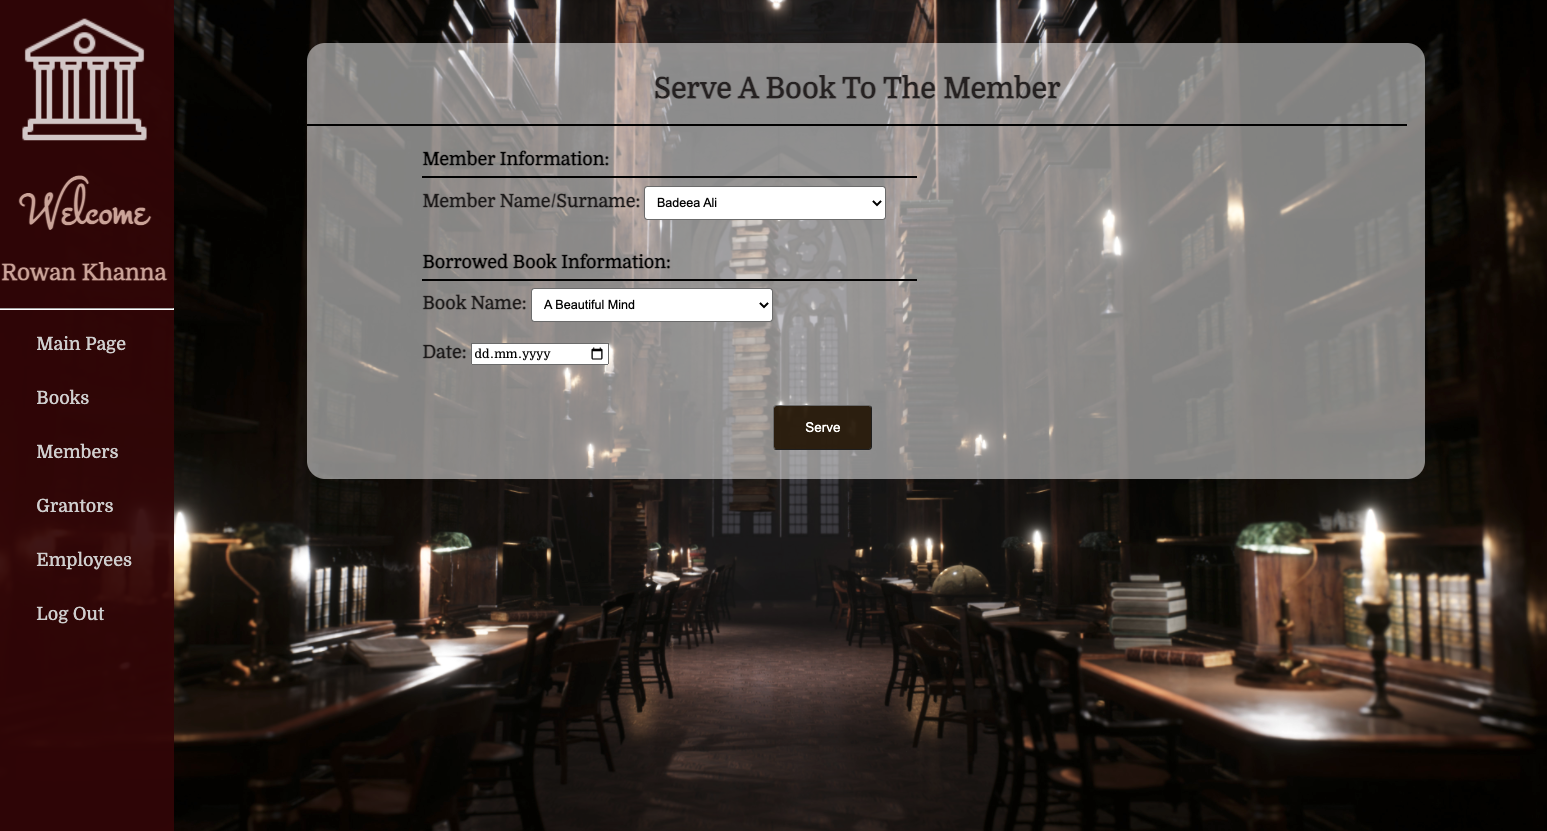 Welcome
Rowan Khanna
Main Page
Books
Members
Grantors
Employees
Log Out
Serve A Book To The Member
Member Information:
Member Name/Surname: Badeea Ali
Borrowed Book Information:
Book Name: A Beautiful Mind
Date: dd.mm.yyyy
Serve